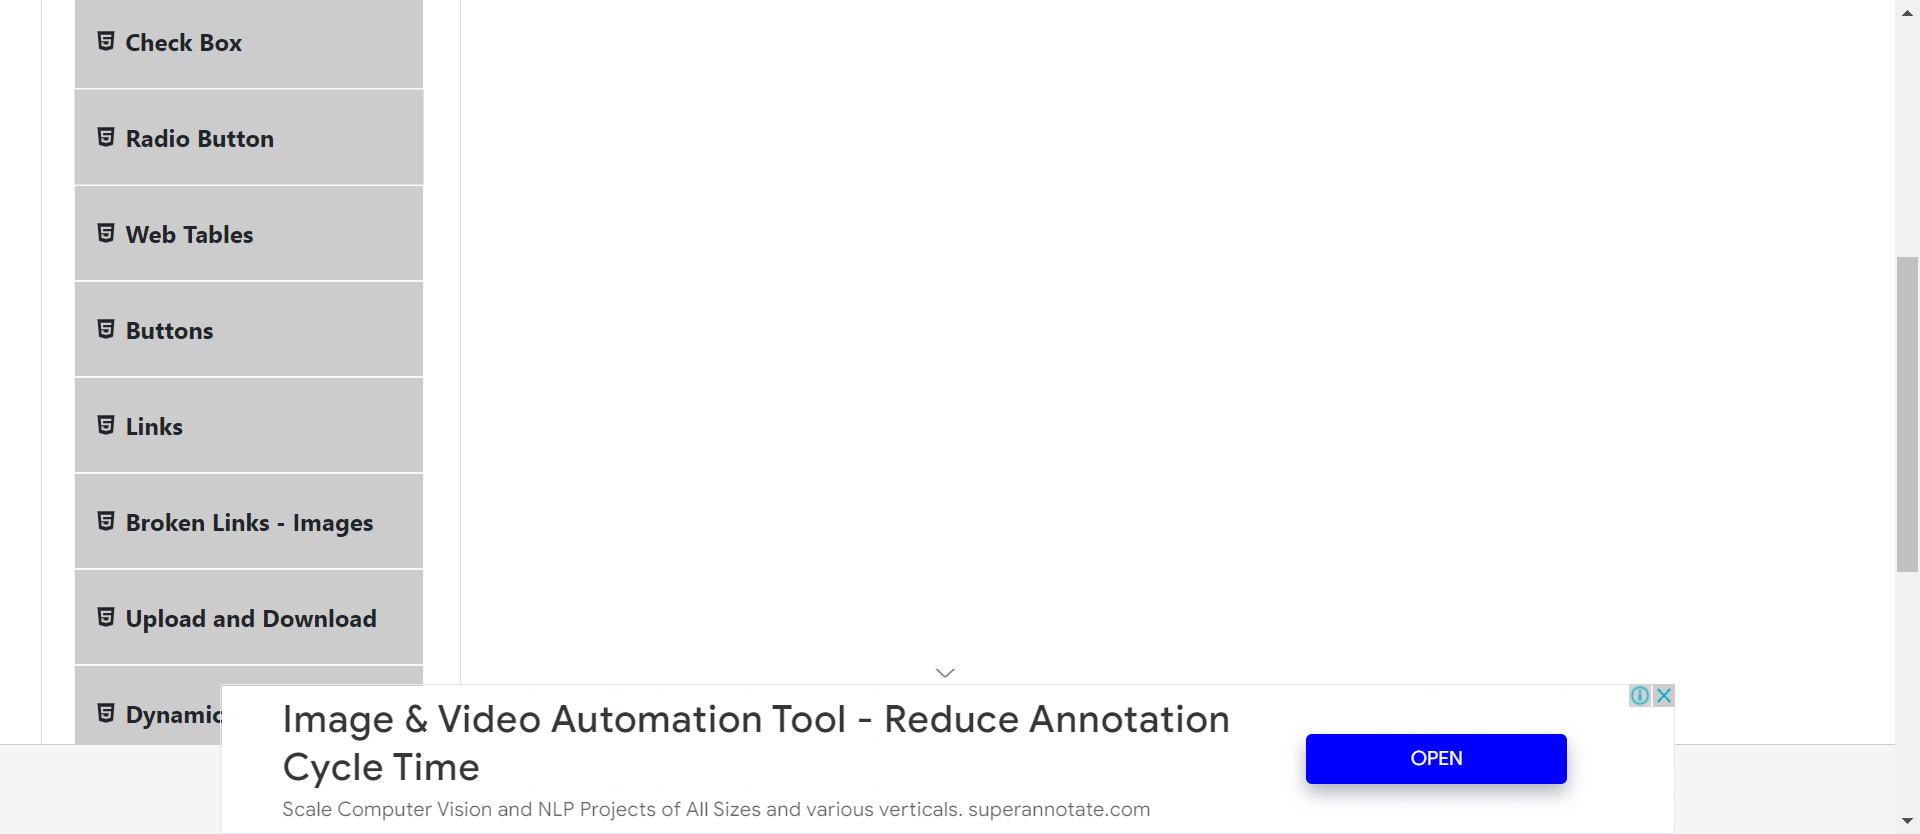 Check Box
Radio Button
Web Tables
Buttons
Links
Broken Links - Images
Upload and Download
Dynamic
Image & Video Automation Tool - Reduce Annotation
Cycle Time
Scale Computer Vision and NLP Projects of All Sizes and various verticals. superannotate.com
OPEN